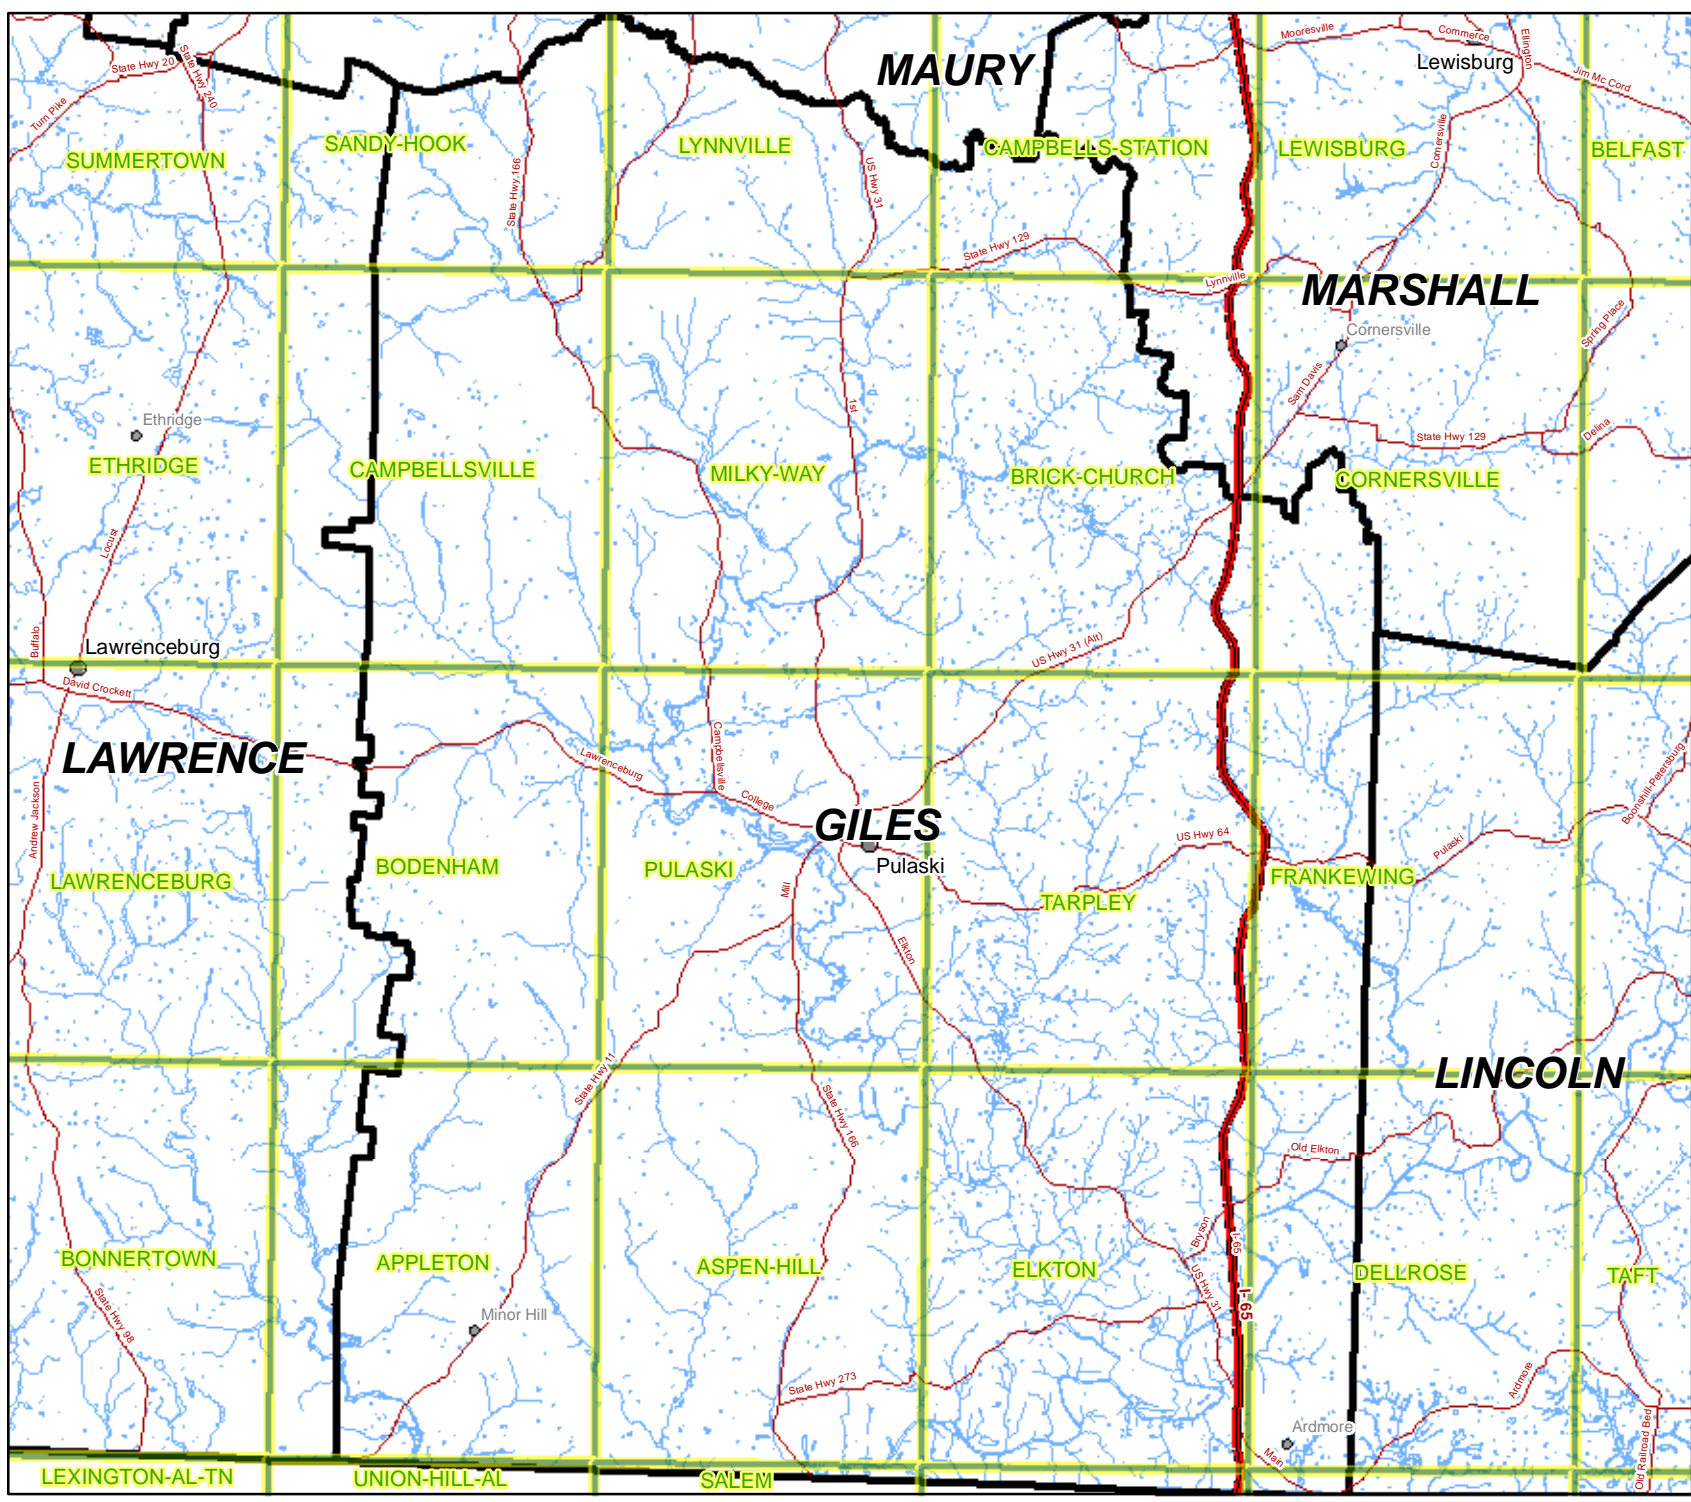 Mooresville
Commerce
Ellington
State Hwy 20
State Hwy 240
MAURY
Lewisburg
Jim Mc Cord
Turn Pike
SUMMERTOWN
SANDY-HOOK
LYNNVILLE
CAMPBELLS-STATION
LEWISBURG
Cornersville
BELFAST
State Hwy 166
US Hwy 31
State Hwy 129
Lynnville
MARSHALL
Cornersville
Spring Place
Sam Davis
Ethridge
1st
State Hwy 129
Delina
ETHRIDGE
CAMPBELLSVILLE
MILKY-WAY
BRICK-CHURCH
CORNERSVILLE
Locust
Buffalo
Lawrenceburg
US Hwy 31 (Alt)
David Crockett
LAWRENCE
Campbellsville
Lawrenceburg
College
Boonshill-Petersburg
Andrew Jackson
GILES
US Hwy 64
Pulaski
BODENHAM
PULASKI
Pulaski
FRANKEWING
LAWRENCEBURG
Mill
TARPLEY
Elkton
LINCOLN
State Hwy 11
State Hwy 166
Old Elkton
Bryson
I-65
BONNERTOWN
APPLETON
ASPEN-HILL
ELKTON
DELLROSE
TAFT
US Hwy 31
I-65
State Hwy 98
Minor Hill
State Hwy 273
Ardmore
Ardmore
Old Railroad Bed
Main
LEXINGTON-AL-TN
UNION-HILL-AL
SALEM